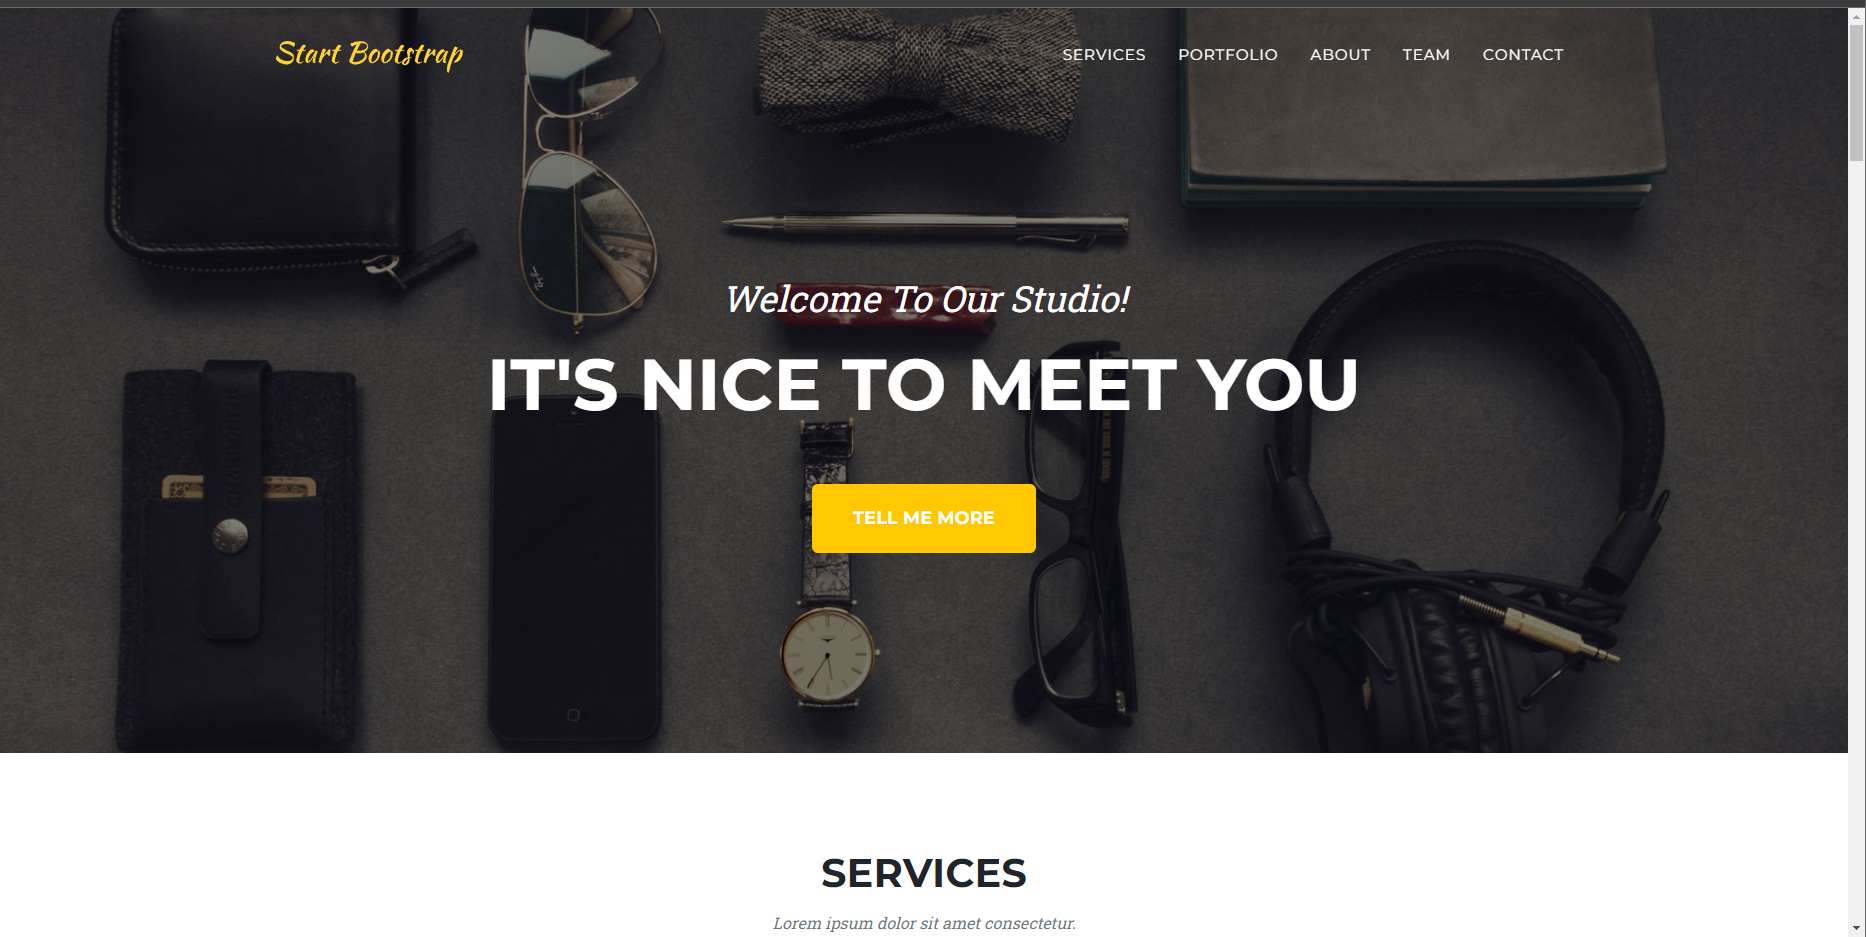 Start Bootstrap
SERVICES PORTFOLIO ABOUT TEAM CONTACT
Welcome To Our Studio!
IT'S NICE TO MEET YOU
TELL ME MORE
SERVICES
Lorem ipsum dolor sit amet consectetur.